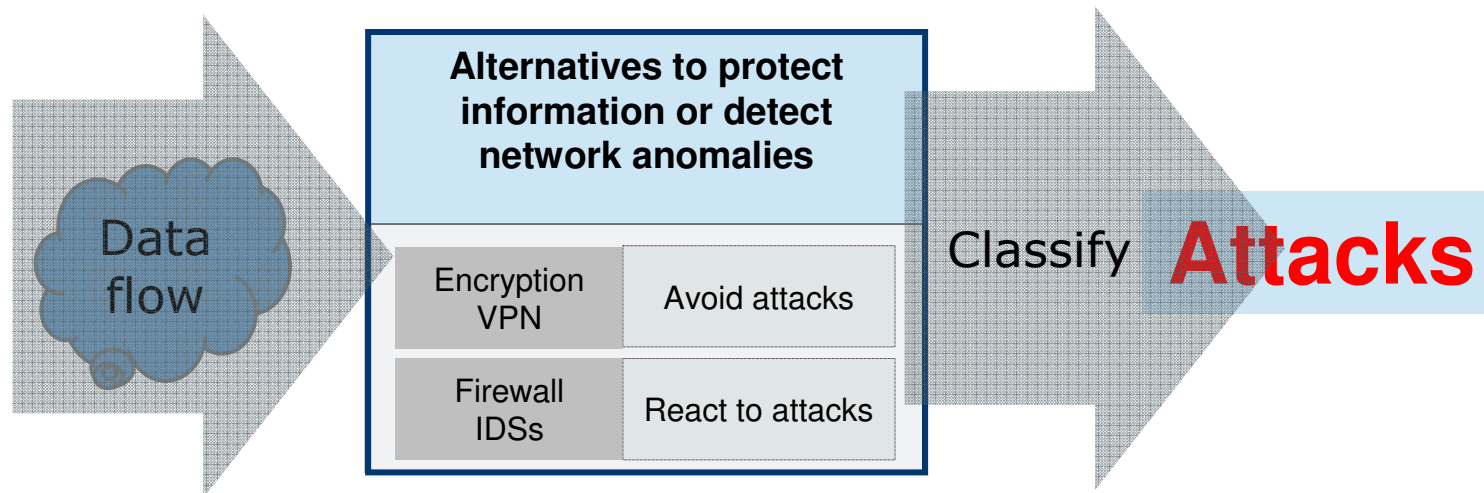 Data
flow
Alternatives to protect
information or detect
network anomalies
Encryption
VPN
Avoid attacks
Firewall
IDSs
React to attacks
Classify
Attacks